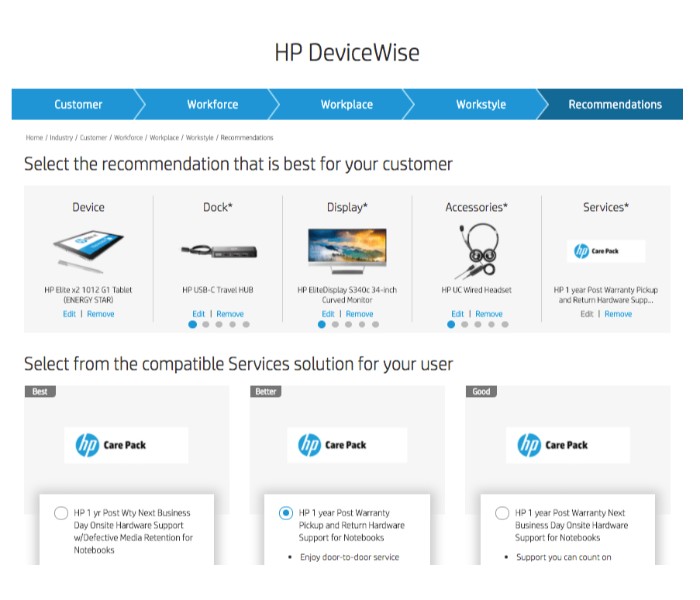 HP DeviceWise
Customer
Workforce
Workplace
Workstyle
Recommendations
Home / Industry / Customer / Workforce / Workplace / Workstyle / Recommendations
Select the recommendation that is best for your customer
Device
hp
HP Elite x2 1012 G1 Tablet
(ENERGY STAR)
Edit | Remove
Dock*
HP USB-C Travel HUB
Edit | Remove
Display*
HP EliteDisplay S340c 34-inch
Curved Monitor
Edit | Remove
Accessories*
HP UC Wired Headset
Edit | Remove
Services*
hp Care Pack
HP 1 year Post Warranty Pickup
and Return Hardware Supp...
Edit | Remove
Select from the compatible Services solution for your user
Best
hp Care Pack
HP 1 yr Post Wty Next Business
Day Onsite Hardware Support
w/Defective Media Retention for
Notebooks
Better
hp Care Pack
HP 1 year Post Warranty
Pickup and Return Hardware
Support for Notebooks
• Enjoy door-to-door service
Good
hp Care Pack
HP 1 year Post Warranty Next
Business Day Onsite Hardware
Support for Notebooks
• Support you can count on